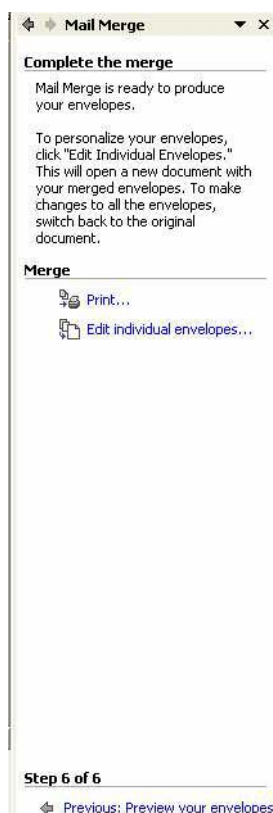 Mail Merge
Complete the merge
Mail Merge is ready to produce
your envelopes.
To personalize your envelopes,
click "Edit Individual Envelopes."
This will open a new document with
your merged envelopes. To make
changes to all the envelopes,
switch back to the original
document.
Merge
Print...
Edit individual envelopes...
Step 6 of 6
Previous: Preview your envelopes